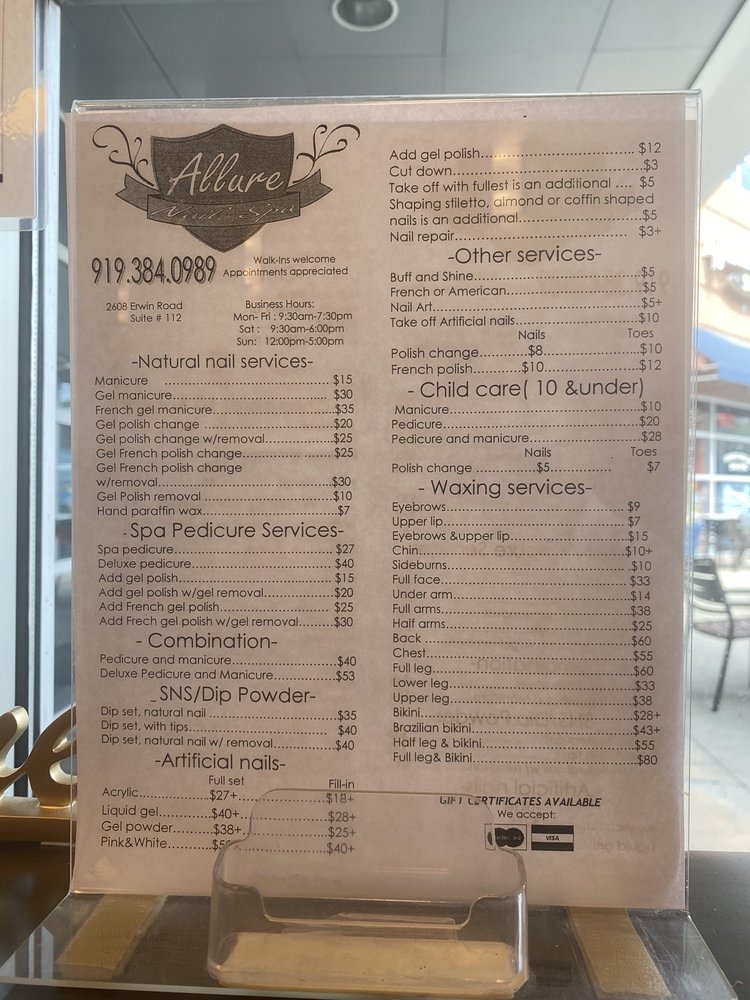 Allure
Nail Spa
919.384.0989
Walk-Ins welcome
Appointments appreciated
2608 Erwin Road
Suite # 112
Business Hours:
Mon- Fri : 9:30am-7:30pm
Sat : 9:30am-6:00pm
Sun: 12:00pm-5:00pm
-Natural nail services-
Manicure ................................ $15
Gel manicure................................ $30
French gel manicure................................$35
Gel polish change ................................$20
Gel polish change w/removal....................$25
Gel French polish change.......................$25
Gel French polish change
w/removal................................$30
Gel Polish removal ................................$10
Hand paraffin wax................................$7
-Spa Pedicure Services-
Spa pedicure................................ $27
Deluxe pedicure................................ $40
Add gel polish................................$15
Add gel polish w/gel removal....................$20
Add French gel polish................................$25
Add Frech gel polish w/gel removal...............$30
- Combination-
Pedicure and manicure................................ $40
Deluxe Pedicure and Manicure....................$53
_SNS/Dip Powder-
Dip set, natural nail ................................$35
Dip set, with tips................................ $40
Dip set, natural nail w/ removal....................$40
-Artificial nails-
Full set Fill-in
Acrylic...............$27+....................$18+
Liquid gel...............$40+....................$28+
Gel powder..........$38+....................$25+
Pink&White..........$5 ....................$40+
Add gel polish................................ $12
Cut down................................$3
Take off with fullest is an additional .... $5
Shaping stiletto, almond or coffin shaped
nails is an additional................................$5
Nail repair................................ $3+
-Other services-
Buff and Shine................................$5
French or American................................$5
Nail Art................................$5+
Take off Artificial nails................................$10
Nails Toes
Polish change..........$8....................$10
French polish..........$10....................$12
- Child care( 10 &under)
Manicure................................$10
Pedicure................................$20
Pedicure and manicure................................$28
Nails Toes
Polish change ..........$5............... $7
- Waxing services-
Eyebrows................................$9
Upper lip................................$7
Eyebrows &upper lip................................$15
Chin................................$10+
Sideburns................................$10
Full face................................$33
Under arm................................$14
Full arms................................$38
Half arms................................$25
Back ................................$60
Chest................................$55
Full leg................................$60
Lower leg................................$33
Upper leg................................$38
Bikini................................$28+
Brazilian bikini................................$43+
Half leg & bikini................................$55
Full leg& Bikini................................$80
GIFT CERTIFICATES AVAILABLE
We accept:
VISA